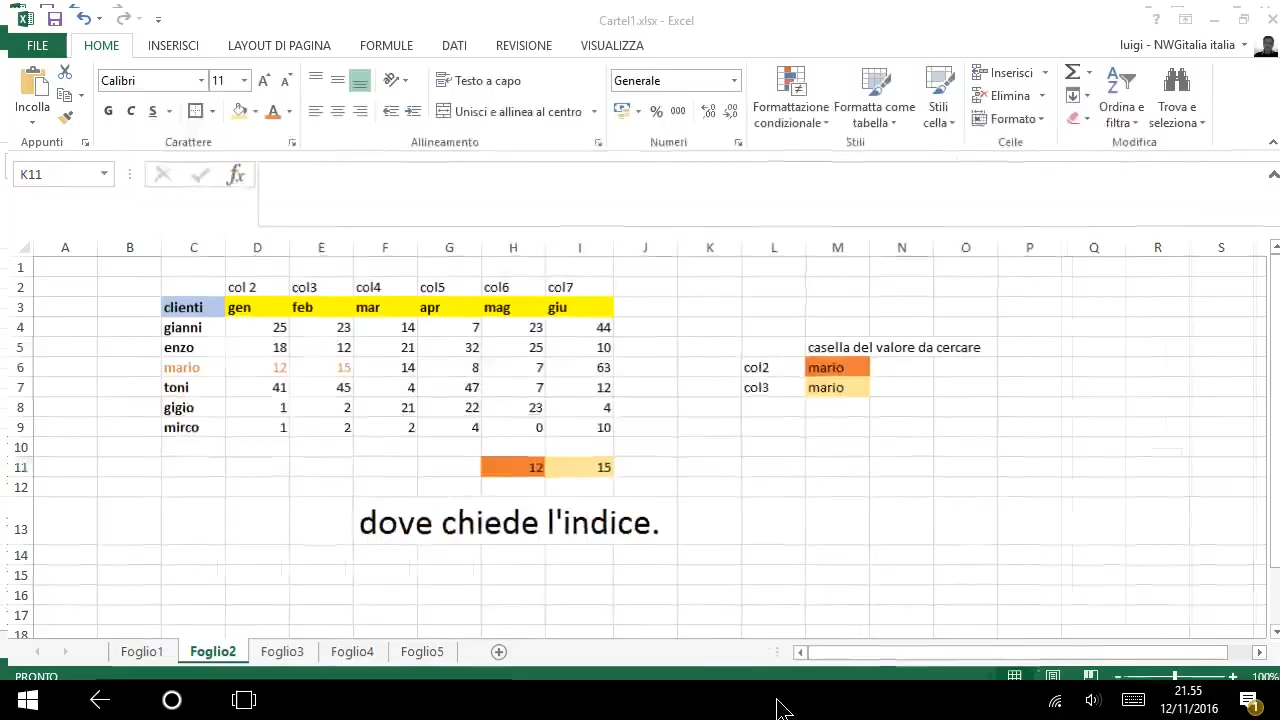 Cartel1.xlsx - Excel
FILE HOME INSERISCI LAYOUT DI PAGINA FORMULE DATI REVISIONE VISUALIZZA luigi - NWGitalia italia
Incolla Calibri 11 Testo a capo Generale Formattazione condizionale Formatta come tabella Stili cella Inserisci Ordina e filtra Trova e seleziona
G C S Unisci e allinea al centro % 000 Elimina
Formato
Appunti Carattere Allineamento Numeri Stili Celle Modifica
K11 fx
A B C D E F G H I J K L M N O P Q R S
1
2 col 2 col3 col4 col5 col6 col7
3 clienti gen feb mar apr mag giu
4 gianni 25 23 14 7 23 44
5 enzo 18 12 21 32 25 10 casella del valore da cercare
6 mario 12 15 14 8 7 63 col2 mario
7 toni 41 45 4 47 7 12 col3 mario
8 gigio 1 2 21 22 23 4
9 mirco 1 2 2 4 0 10
10
11 12 15
12
13 dove chiede l'indice.
14
15
16
17
18
Foglio1 Foglio2 Foglio3 Foglio4 Foglio5
PRONTO 100%
21.55
12/11/2016
1